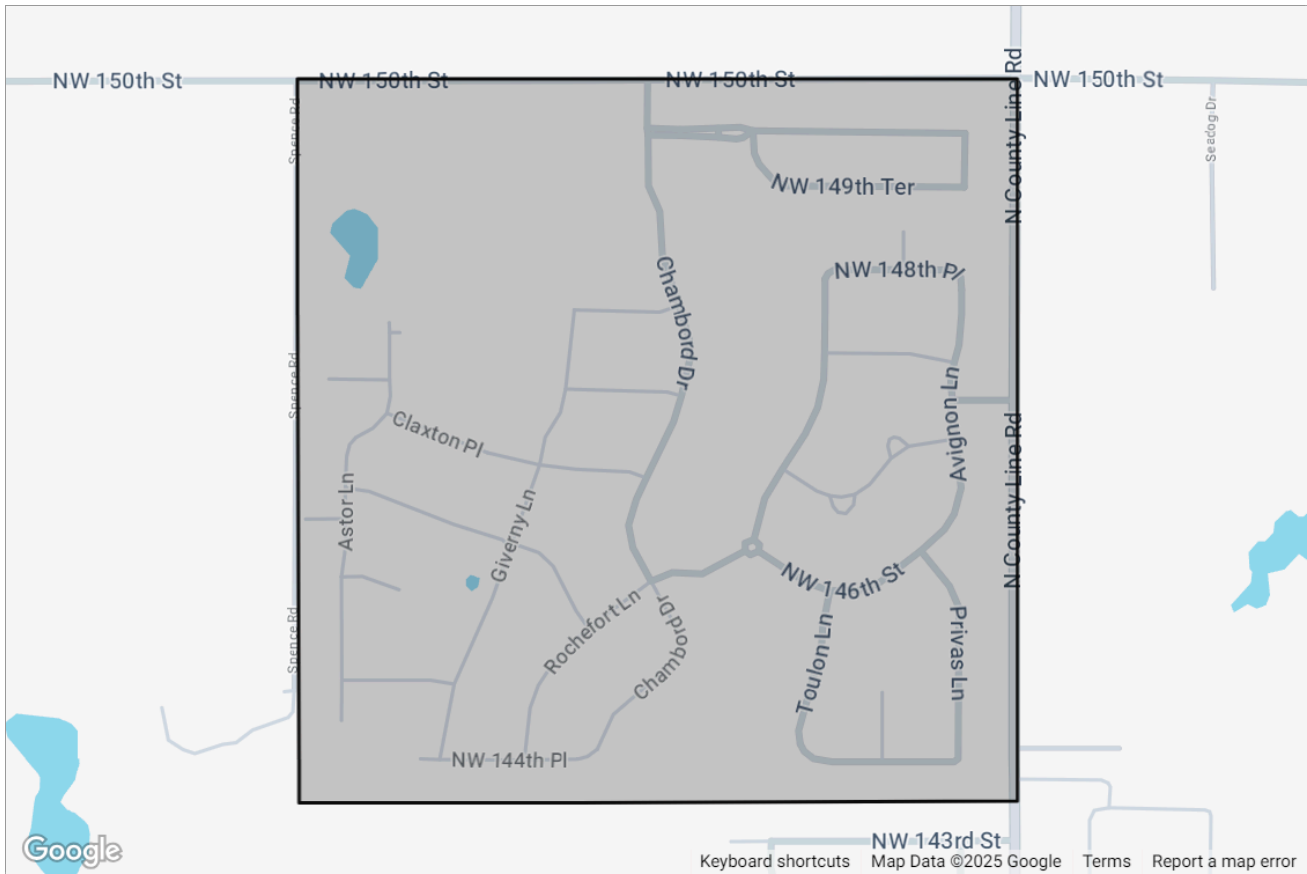 NW 150th St
NW 150th St
NW 150th St
NW 150th St
N County Line Rd
Spence Rd
Seadog Dr
NW 149th Ter
NW 148th Pl
Chambord Dr
Spence Rd
Avignon Ln
Claxton Pl
N County Line Rd
Astor Ln
Giverny Ln
NW 146th St
Rochefort Ln
Chambord Dr
Toulon Ln
Privas Ln
Spence Rd
NW 144th Pl
NW 143rd St
Google
Keyboard shortcuts
Map Data ©2025 Google
Terms
Report a map error